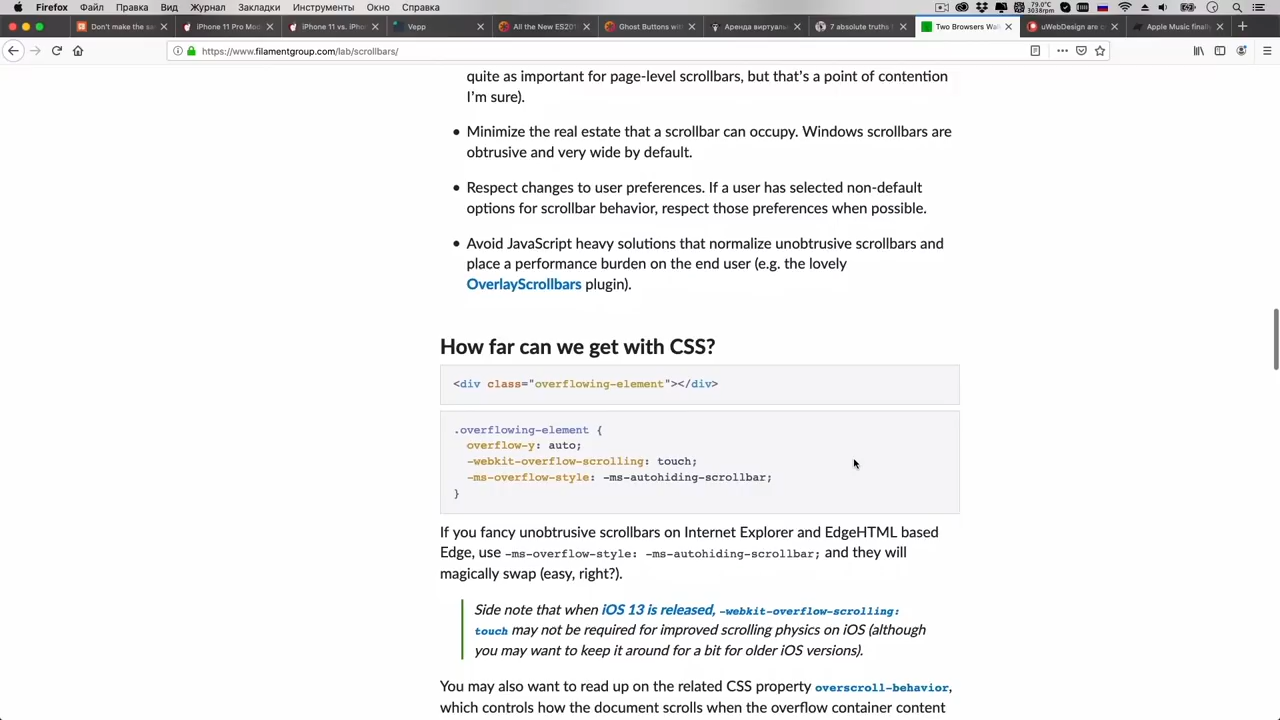 Firefox Файл Правка Вид Журнал Закладки Инструменты Окно Справка
79.0°C
3038rpm
Don't make the sa
iPhone 11 Pro Mod
iPhone 11 vs. iPho
Vepp
All the New ES201
Ghost Buttons wit
Аренда виртуаль
7 absolute truths
Two Browsers Wa
uWebDesign are c
Apple Music finall
https://www.filamentgroup.com/lab/scrollbars/
quite as important for page-level scrollbars, but that's a point of contention
I'm sure).
• Minimize the real estate that a scrollbar can occupy. Windows scrollbars are
obtrusive and very wide by default.
• Respect changes to user preferences. If a user has selected non-default
options for scrollbar behavior, respect those preferences when possible.
• Avoid JavaScript heavy solutions that normalize unobtrusive scrollbars and
place a performance burden on the end user (e.g. the lovely
OverlayScrollbars plugin).
How far can we get with CSS?
<div class="overflowing-element"></div>
.overflowing-element {
overflow-y: auto;
-webkit-overflow-scrolling: touch;
-ms-overflow-style: -ms-autohiding-scrollbar;
}
If you fancy unobtrusive scrollbars on Internet Explorer and EdgeHTML based
Edge, use -ms-overflow-style: -ms-autohiding-scrollbar; and they will
magically swap (easy, right?).
Side note that when iOS 13 is released, -webkit-overflow-scrolling:
touch may not be required for improved scrolling physics on iOS (although
you may want to keep it around for a bit for older iOS versions).
You may also want to read up on the related CSS property overscroll-behavior,
which controls how the document scrolls when the overflow container content